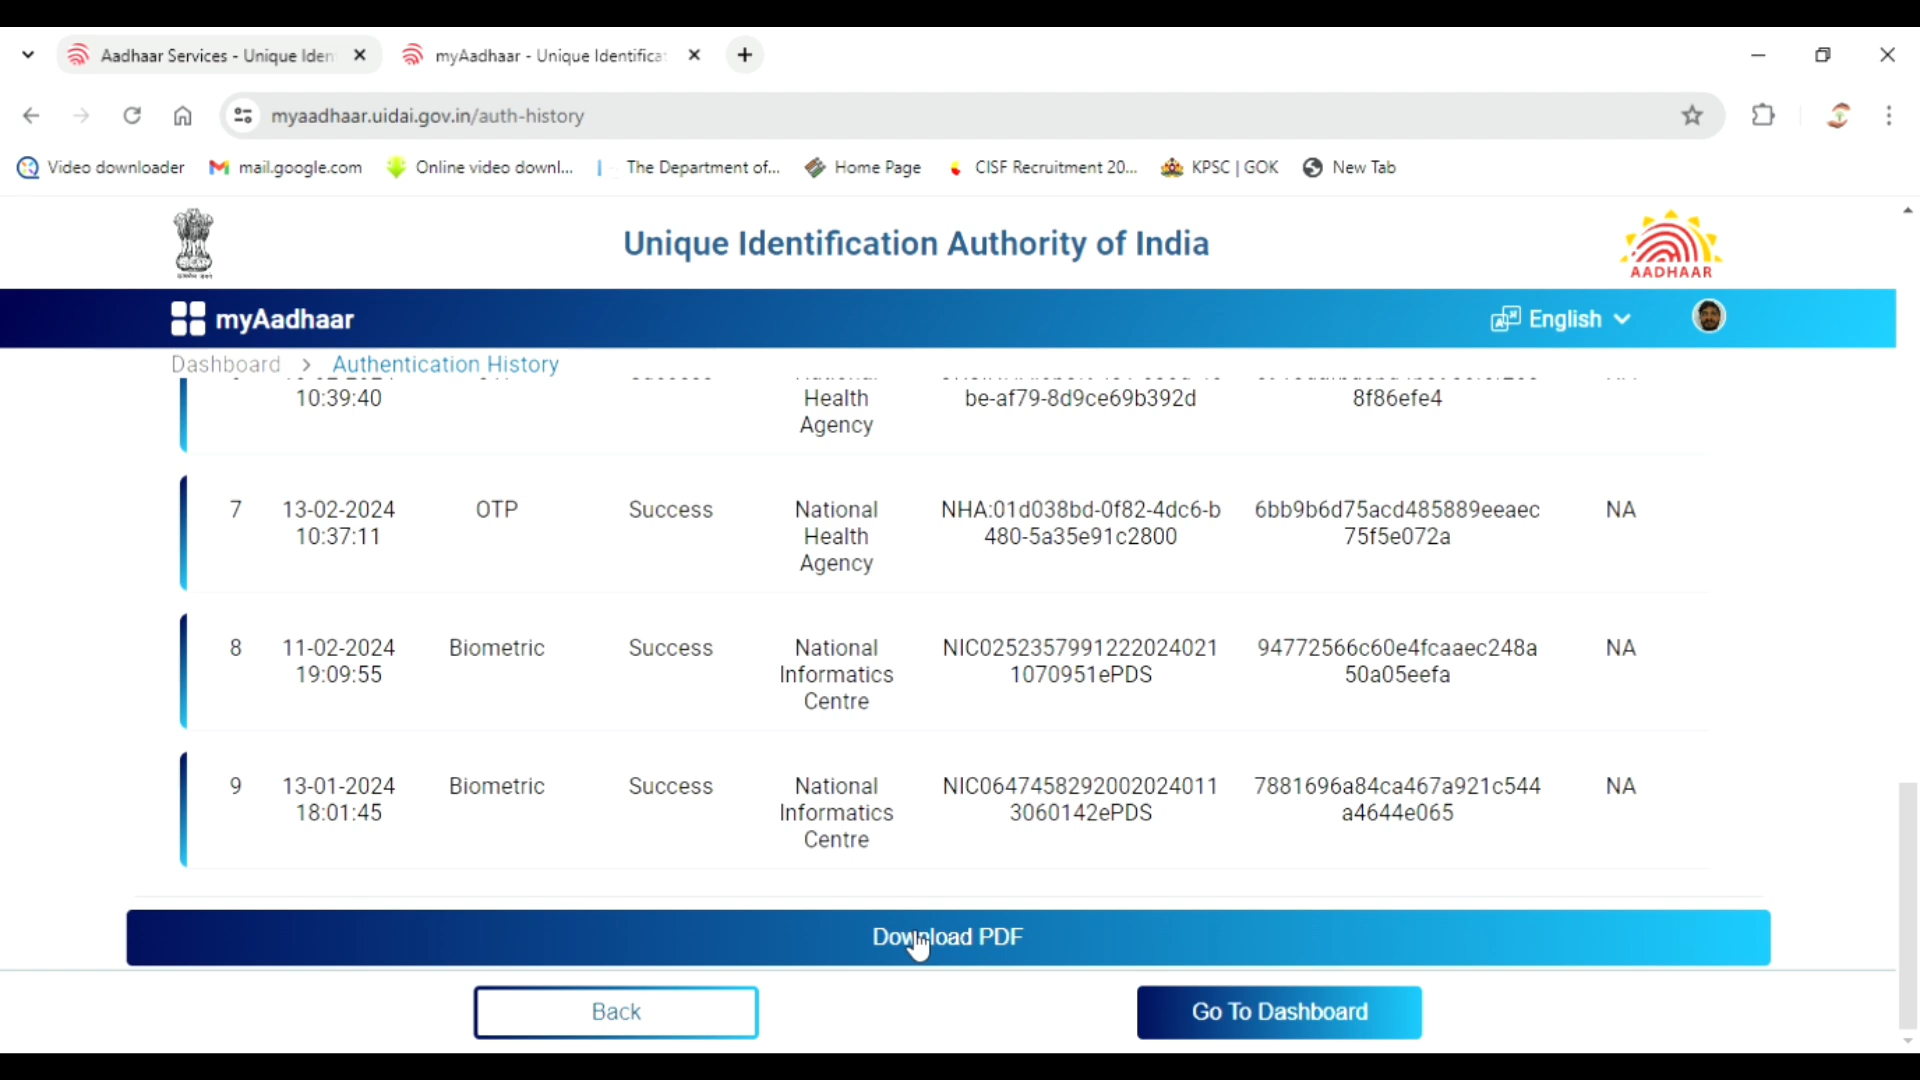 Aadhaar Services - Unique Iden
myAadhaar - Unique Identificat
myaadhaar.uidai.gov.in/auth-history
Video downloader
mail.google.com
Online video downl...
The Department of...
Home Page
CISF Recruitment 20...
KPSC | GOK
New Tab
Unique Identification Authority of India
AADHAAR
myAadhaar
English
Dashboard > Authentication History
10:39:40 Health be-af79-8d9ce69b392d 8f86efe4
Agency
7 13-02-2024 OTP Success National NHA:01d038bd-0f82-4dc6-b 6bb9b6d75acd485889eeaec NA
10:37:11 Health 480-5a35e91c2800 75f5e072a
Agency
8 11-02-2024 Biometric Success National NIC0252357991222024021 94772566c60e4fcaaec248a NA
19:09:55 Informatics 1070951ePDS 50a05eefa
Centre
9 13-01-2024 Biometric Success National NIC0647458292002024011 7881696a84ca467a921c544 NA
18:01:45 Informatics 3060142ePDS a4644e065
Centre
Download PDF
Back
Go To Dashboard